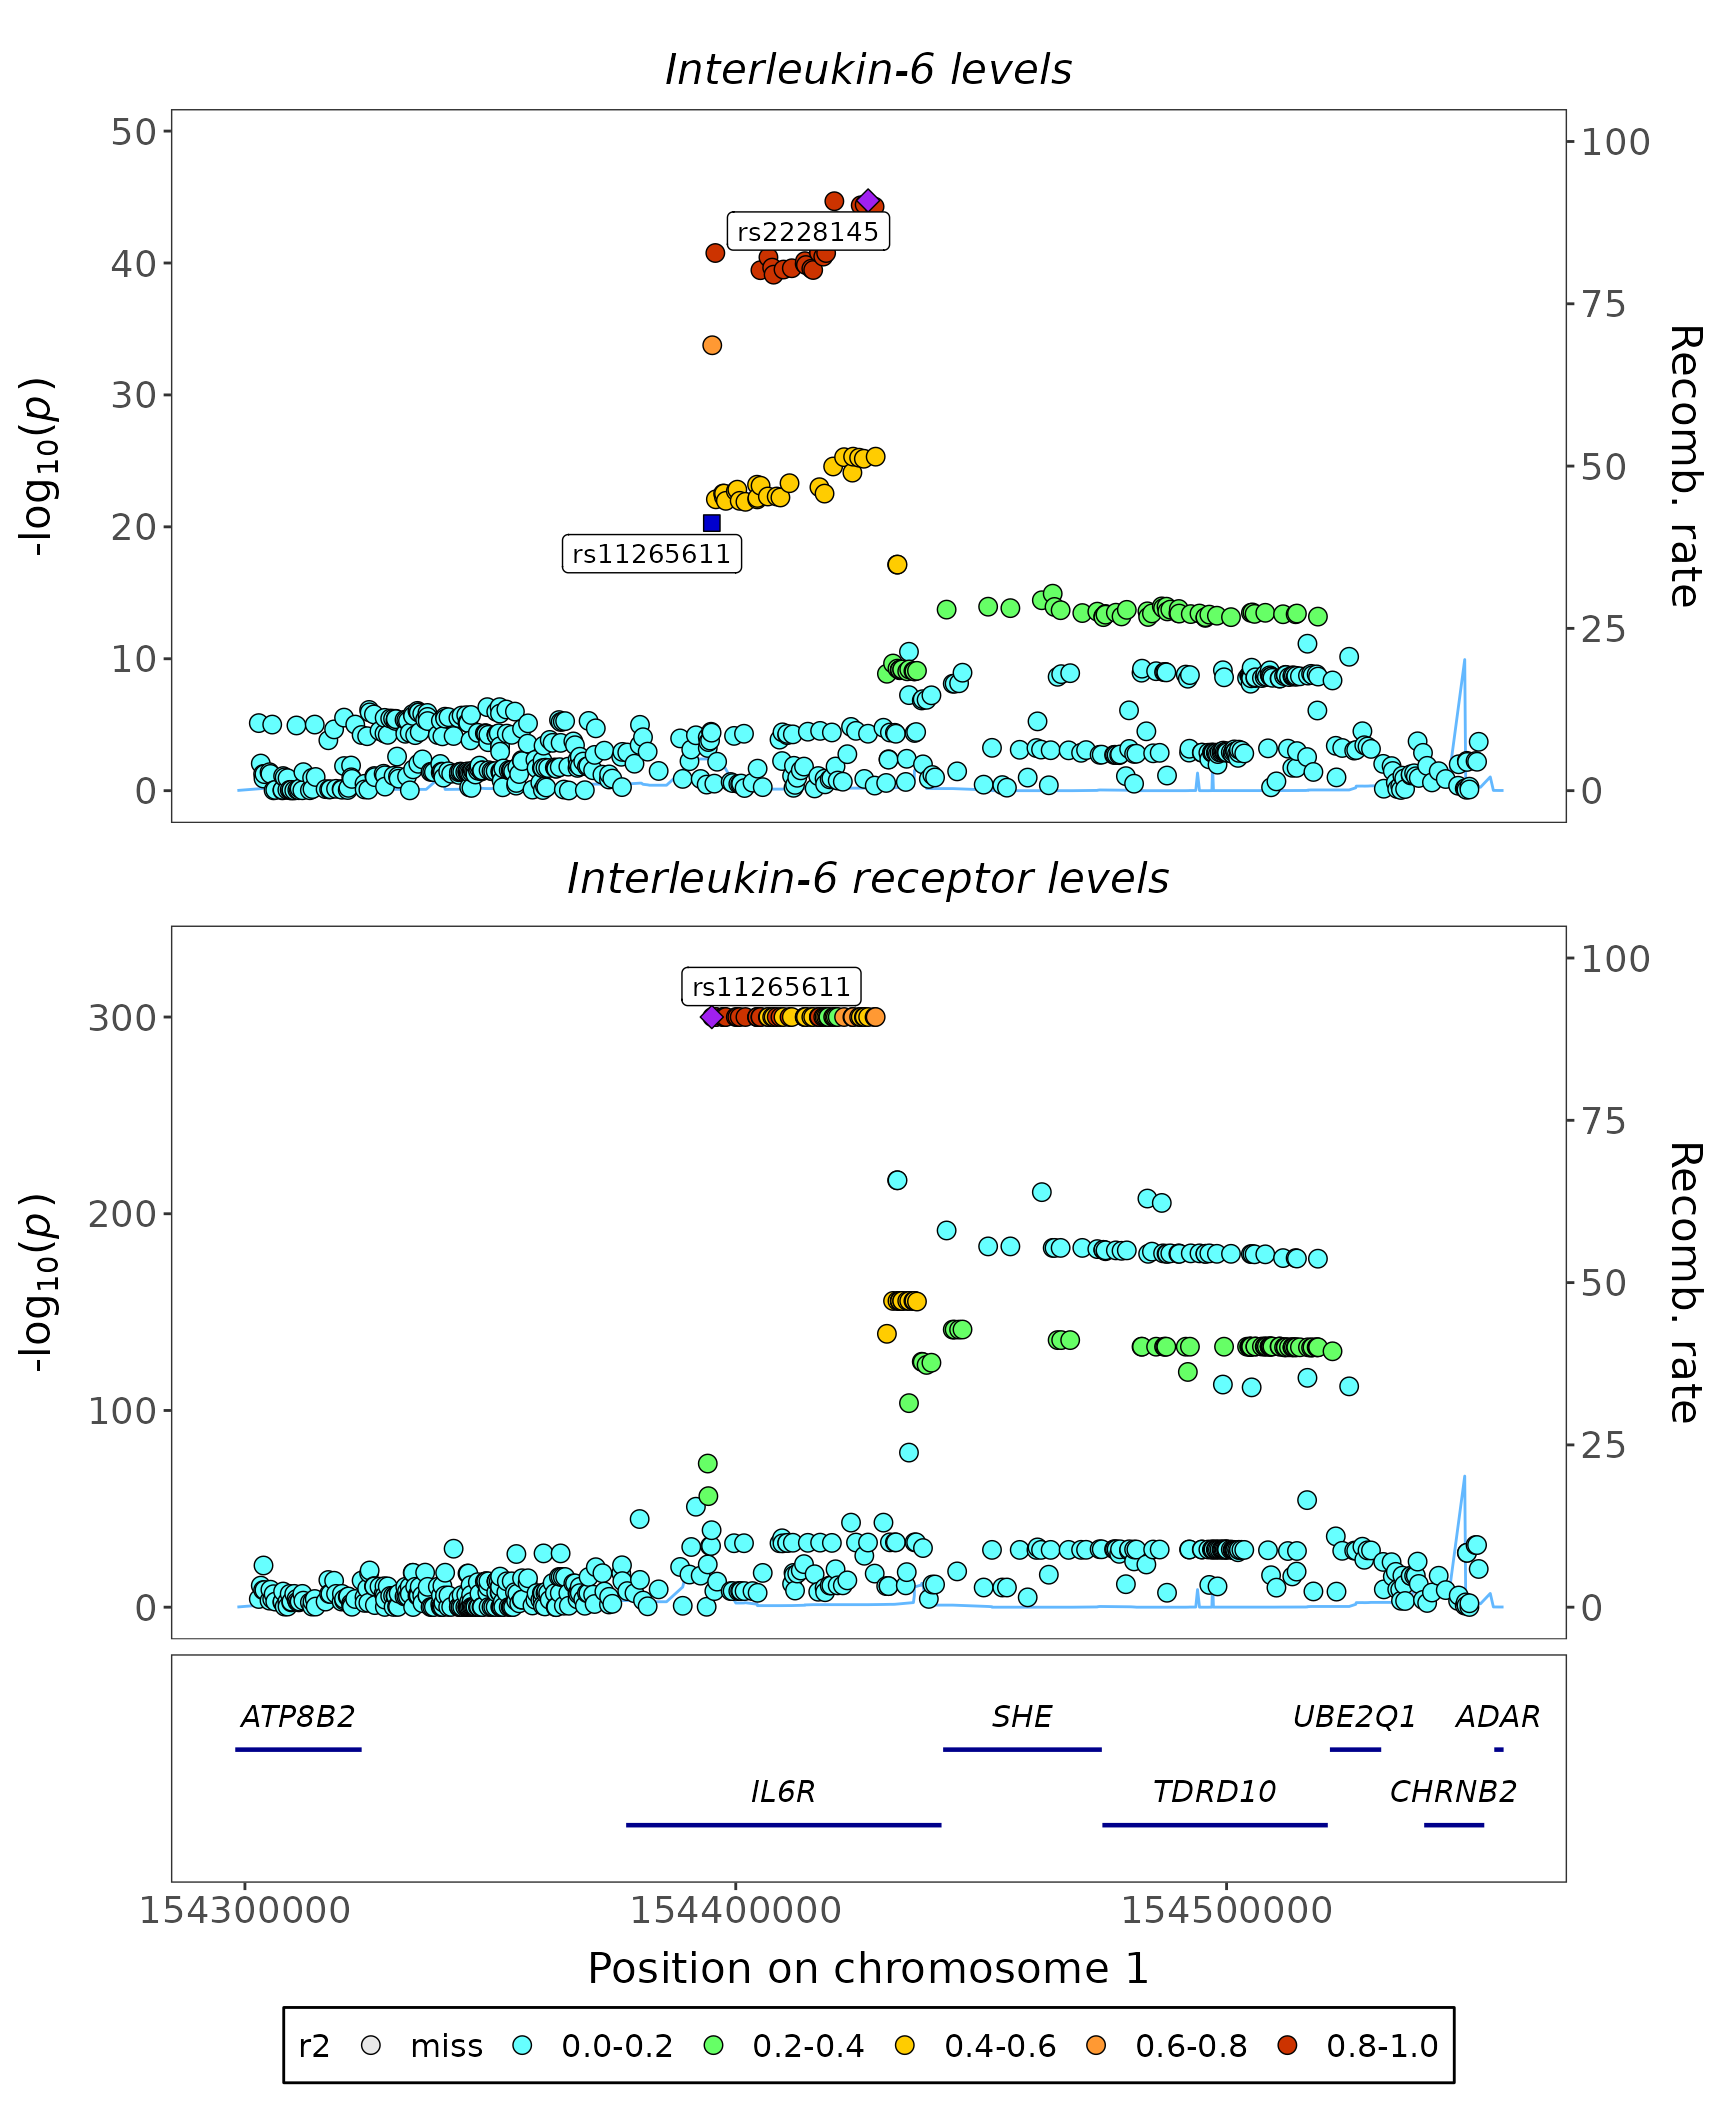 Interleukin-6 levels
50
40
30
20
10
0
-log10(p)
100
75
50
25
0
Recomb. rate
rs2228145
rs11265611
Interleukin-6 receptor levels
300
200
100
0
-log10(p)
100
75
50
25
0
Recomb. rate
rs11265611
ATP8B2 SHE UBE2Q1 ADAR
IL6R TDRD10 CHRNB2
154300000 154400000 154500000
Position on chromosome 1
r2 miss 0.0-0.2 0.2-0.4 0.4-0.6 0.6-0.8 0.8-1.0